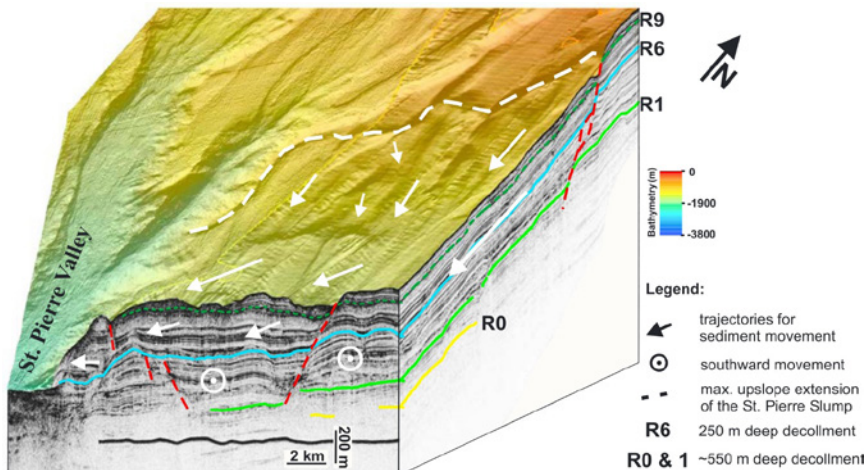 R9
R6
R1
N
Bathymetry (m)
0
-1900
-3800
St. Pierre Valley
R0
Legend:
trajectories for
sediment movement
southward movement
max. upslope extension
of the St. Pierre Slump
R6 250 m deep decollment
R0 & 1 ~550 m deep decollment
2 km
200 m